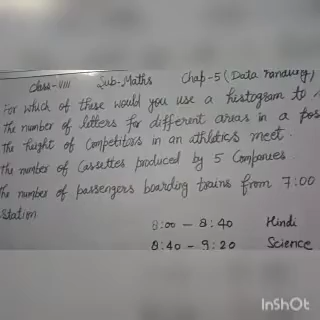 class-VIII Sub-Maths Chap-5 (Data handling)
For which of these would you use a histogram to
The number of letters for different areas in a pos
The height of Competitors in an athletics meet.
The number of Cassettes produced by 5 Companies.
The number of passengers boarding trains from 7:00
Station
8:00 - 8:40 Hindi
8:40 - 9:20 Science
InShOt